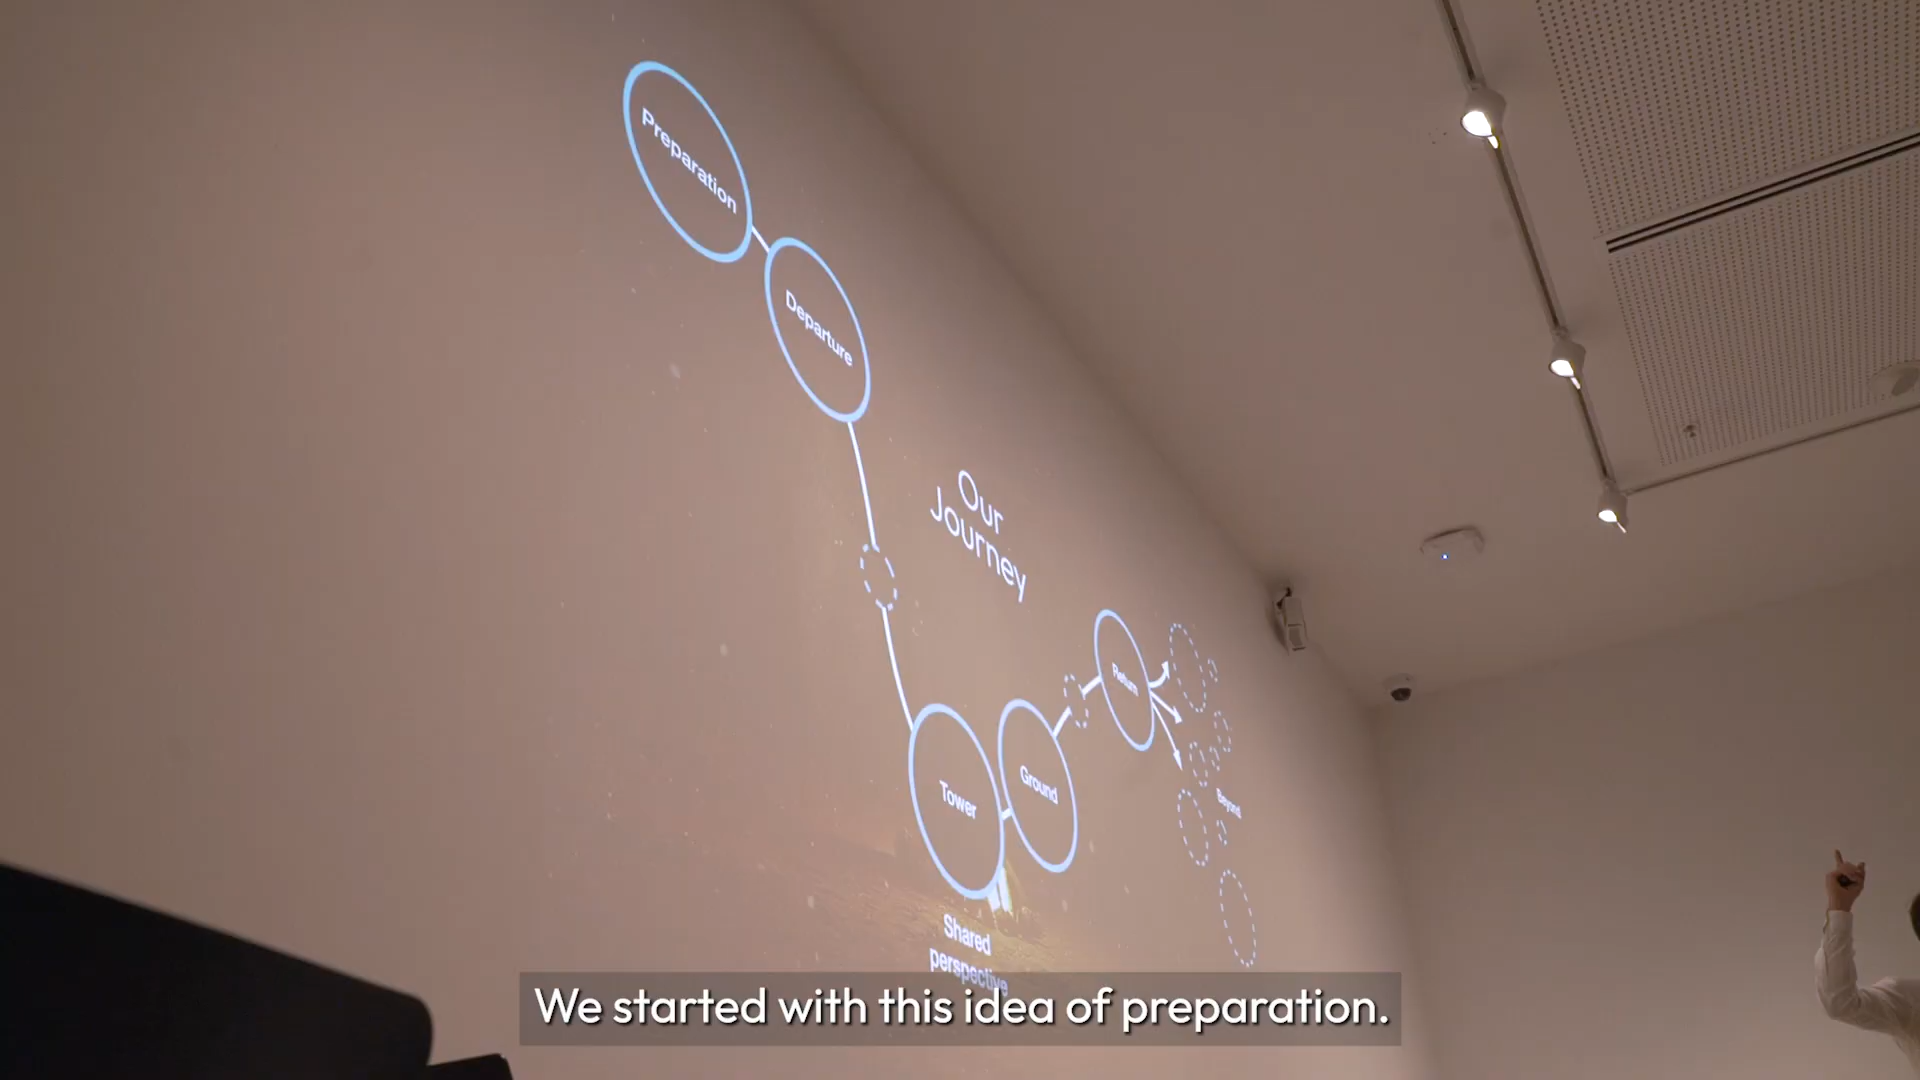 Preparation
Departure
Our
Journey
Return
Tower
Ground
Beyond
Shared
perspective
We started with this idea of preparation.